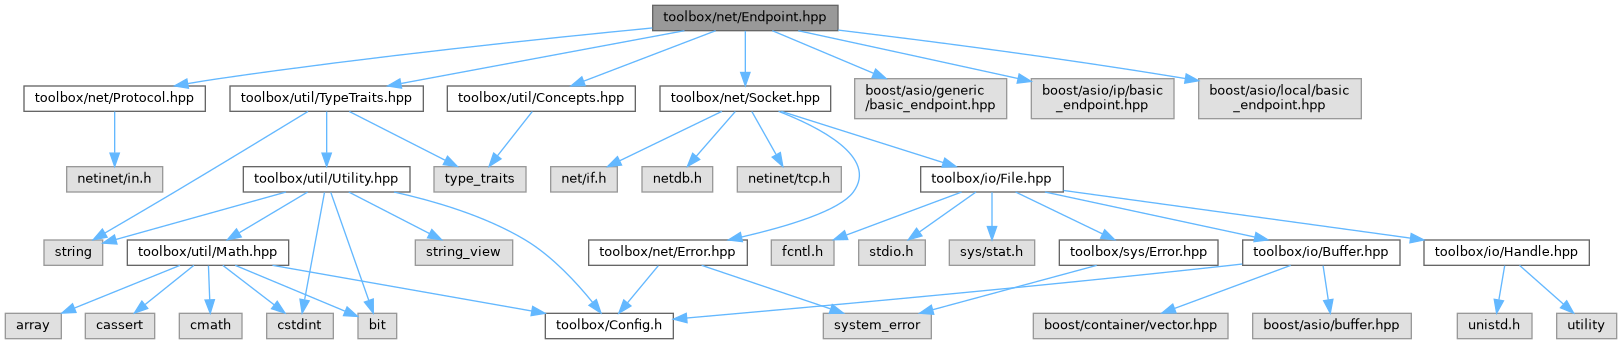 toolbox/net/Endpoint.hpp
toolbox/net/Protocol.hpp
toolbox/util/TypeTraits.hpp
toolbox/util/Concepts.hpp
toolbox/net/Socket.hpp
boost/asio/generic
/basic_endpoint.hpp
boost/asio/ip/basic
_endpoint.hpp
boost/asio/local/basic
_endpoint.hpp
netinet/in.h
toolbox/util/Utility.hpp
type_traits
net/if.h
netdb.h
netinet/tcp.h
toolbox/io/File.hpp
string
toolbox/util/Math.hpp
string_view
toolbox/net/Error.hpp
fcntl.h
stdio.h
sys/stat.h
toolbox/sys/Error.hpp
toolbox/io/Buffer.hpp
toolbox/io/Handle.hpp
array
cassert
cmath
cstdint
bit
toolbox/Config.h
system_error
boost/container/vector.hpp
boost/asio/buffer.hpp
unistd.h
utility